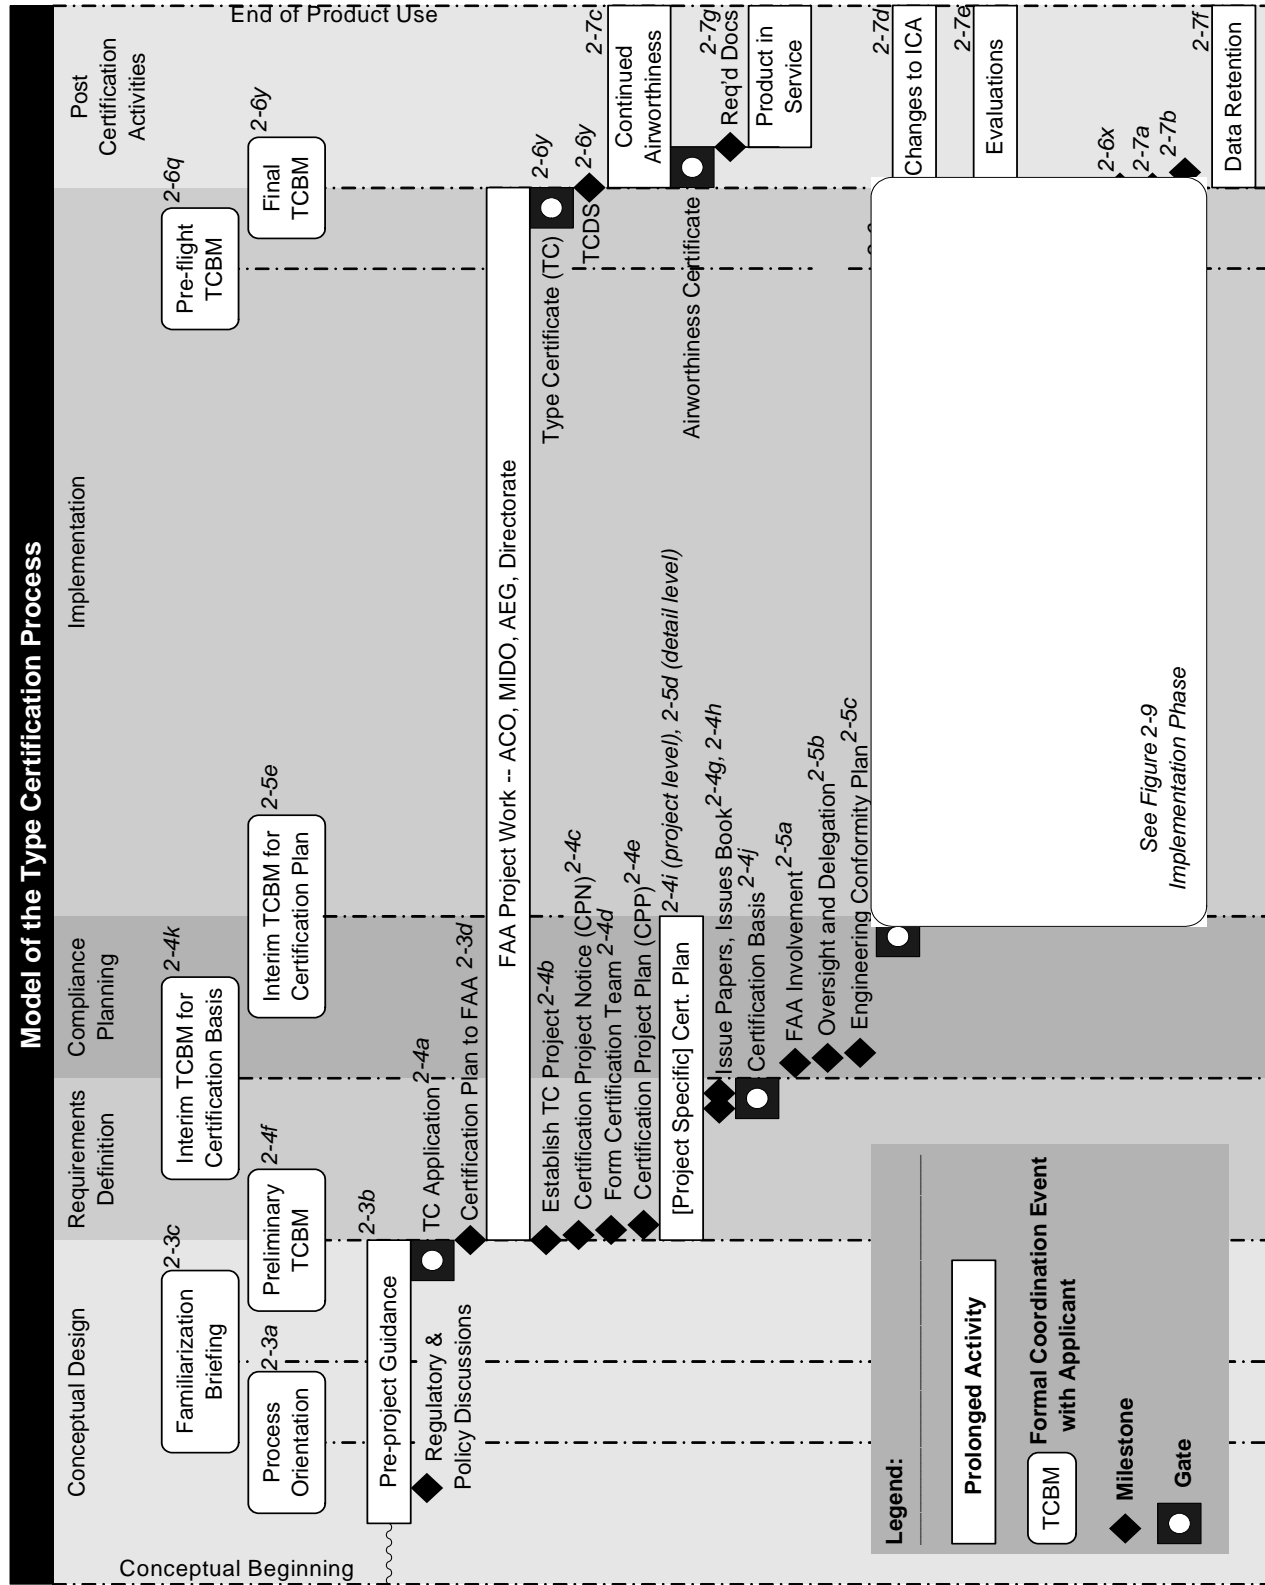 Model of the Type Certification Process
Conceptual Design
Requirements
Definition
Compliance
Planning
Implementation
Post
Certification
Activities
Conceptual Beginning
End of Product Use
Familiarization
Briefing
2-3c
Interim TCBM for
Certification Basis
2-4k
Pre-flight
TCBM
2-6q
Process
Orientation
2-3a
Preliminary
TCBM
2-4f
Interim TCBM for
Certification Plan
2-5e
Final
TCBM
2-6y
Pre-project Guidance
2-3b
Regulatory &
Policy Discussions
TC Application 2-4a
Certification Plan to FAA 2-3d
FAA Project Work -- ACO, MIDO, AEG, Directorate
Establish TC Project 2-4b
Certification Project Notice (CPN) 2-4c
Form Certification Team 2-4d
Certification Project Plan (CPP) 2-4e
[Project Specific] Cert. Plan
2-4i (project level), 2-5d (detail level)
Issue Papers, Issues Book 2-4g, 2-4h
Certification Basis 2-4j
FAA Involvement 2-5a
Oversight and Delegation 2-5b
Engineering Conformity Plan 2-5c
Type Certificate (TC)
2-6y
TCDS
2-6y
Continued
Airworthiness
2-7c
Airworthiness Certificate
Req'd Docs
2-7g
Product in
Service
Changes to ICA
2-7d
Evaluations
2-7e
2-6x
2-7a
2-7b
Data Retention
2-7f
See Figure 2-9
Implementation Phase
Legend:
Prolonged Activity
TCBM
Formal Coordination Event
with Applicant
Milestone
Gate